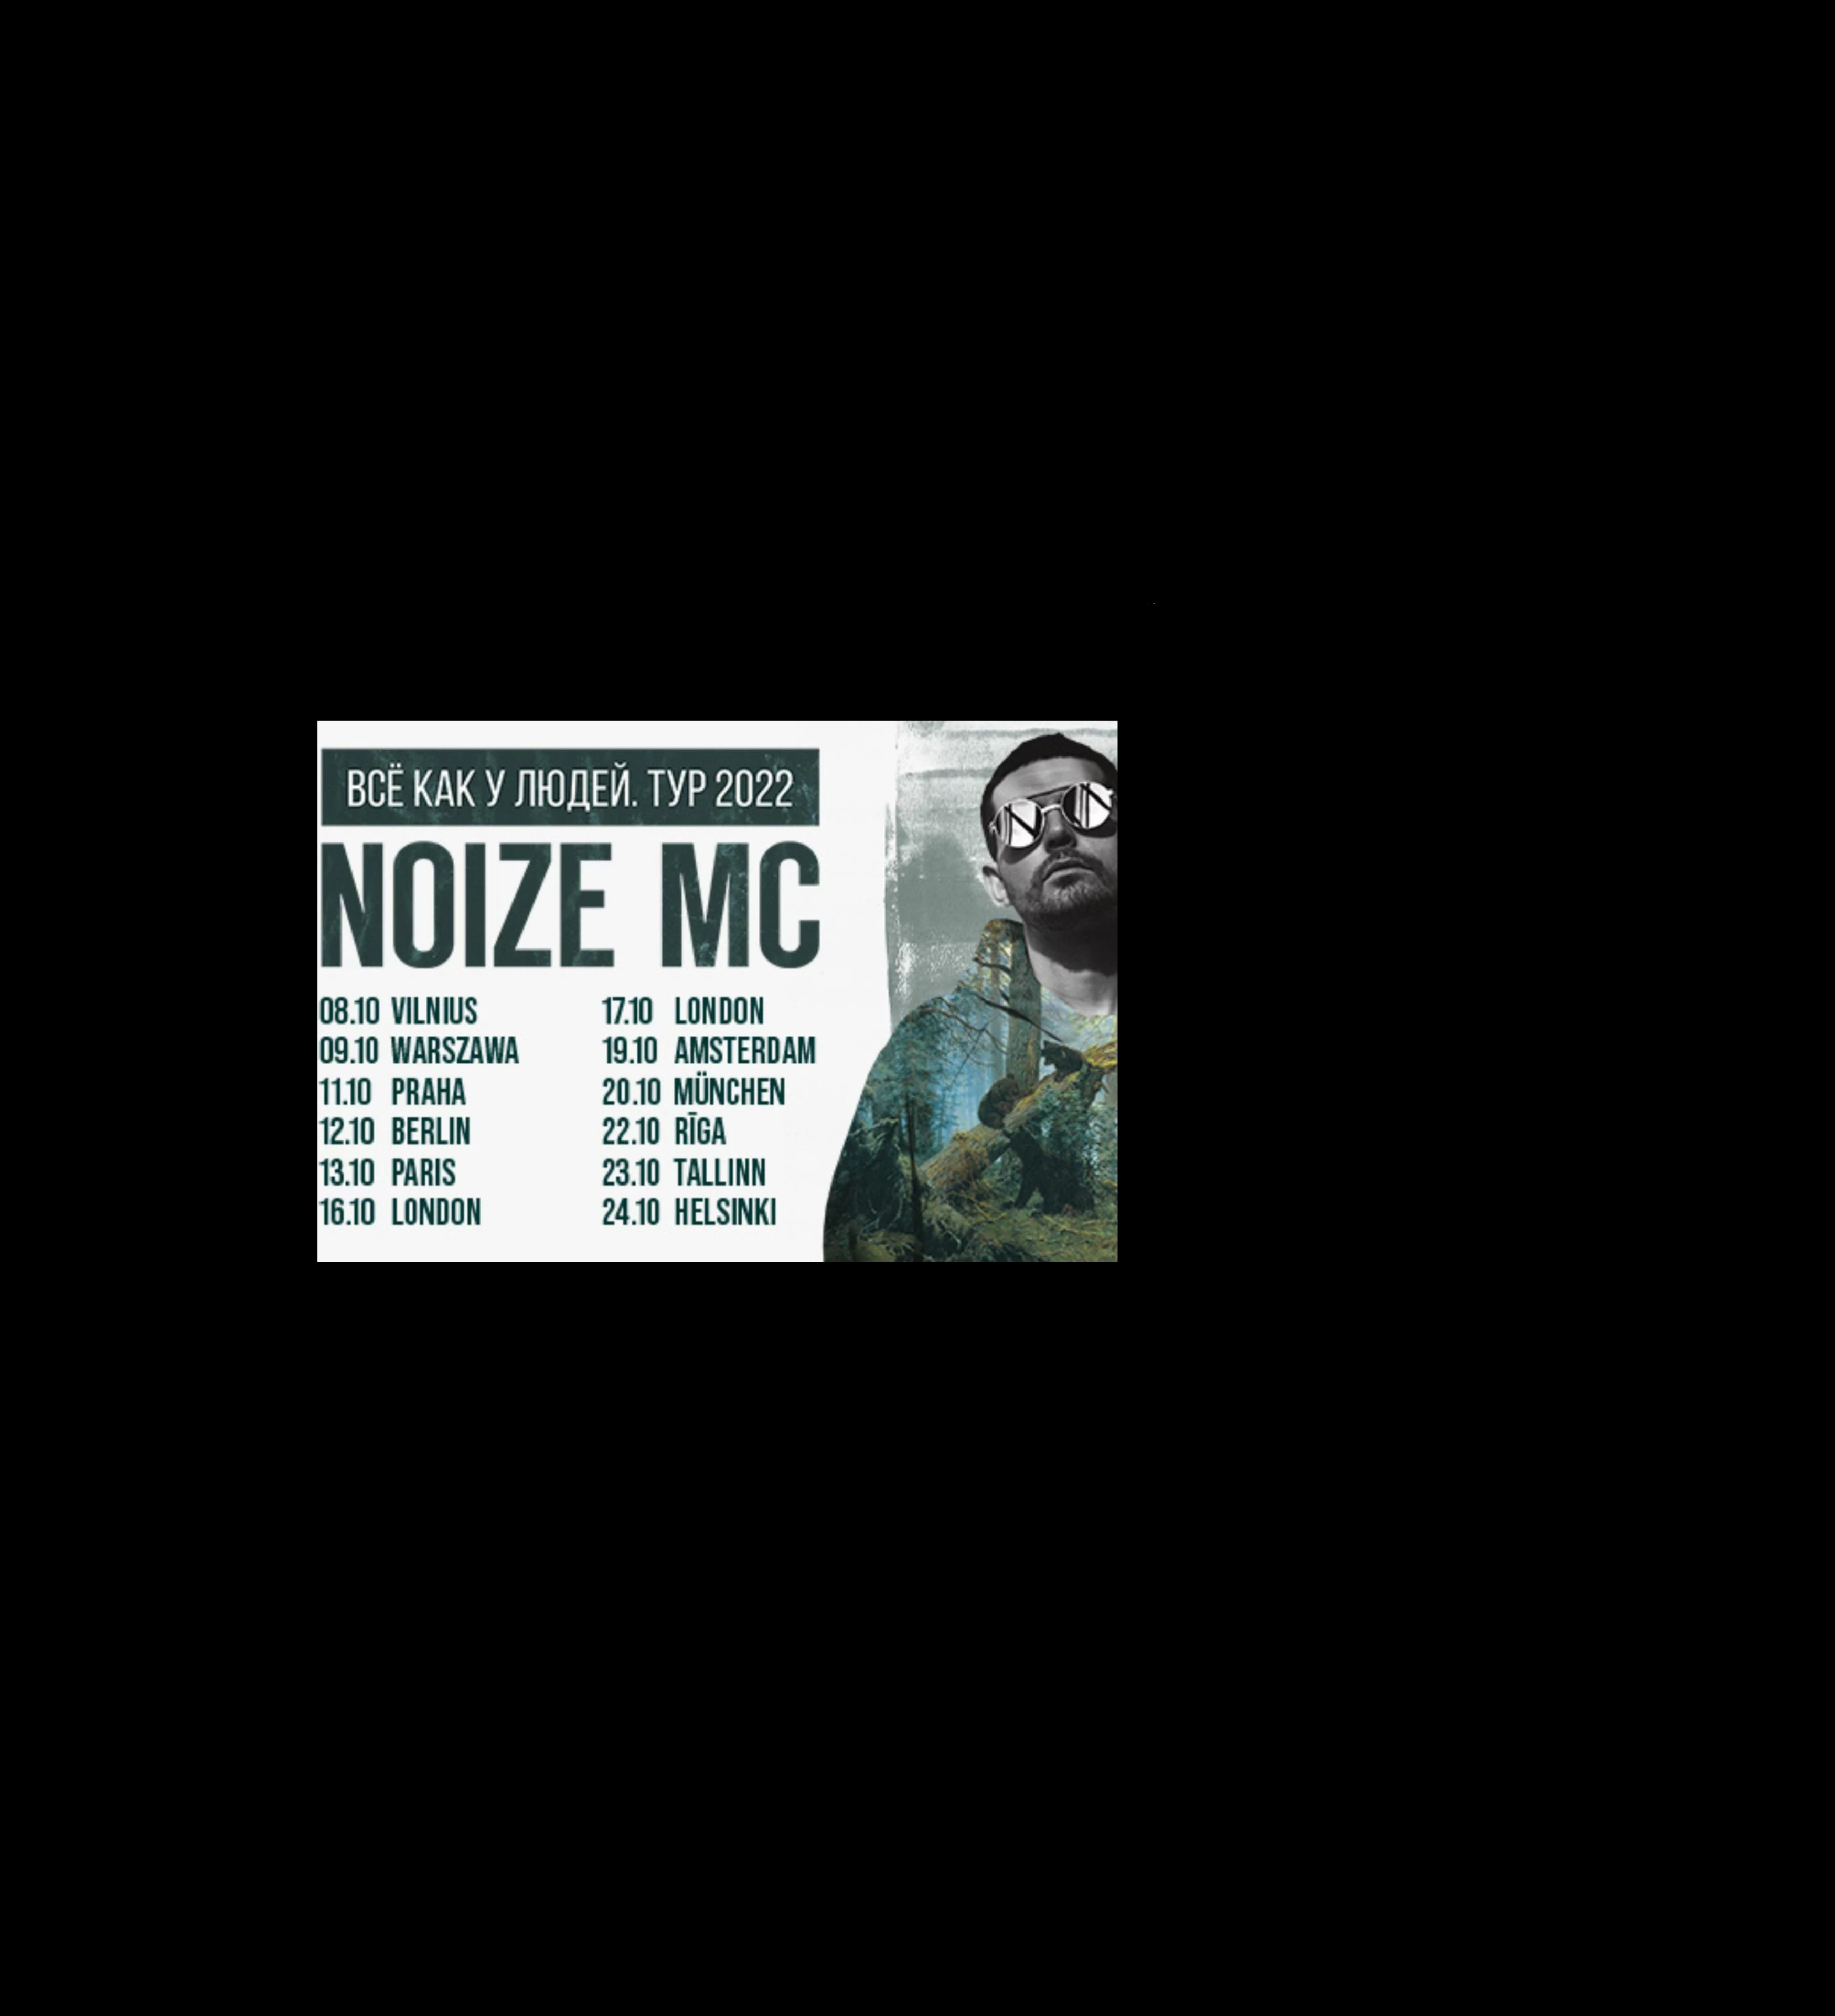 ВСЁ КАК У ЛЮДЕЙ. ТУР 2022
NOIZE MC
08.10 VILNIUS
09.10 WARSZAWA
11.10 PRAHA
12.10 BERLIN
13.10 PARIS
16.10 LONDON
17.10 LONDON
19.10 AMSTERDAM
20.10 MÜNCHEN
22.10 RĪGA
23.10 TALLINN
24.10 HELSINKI